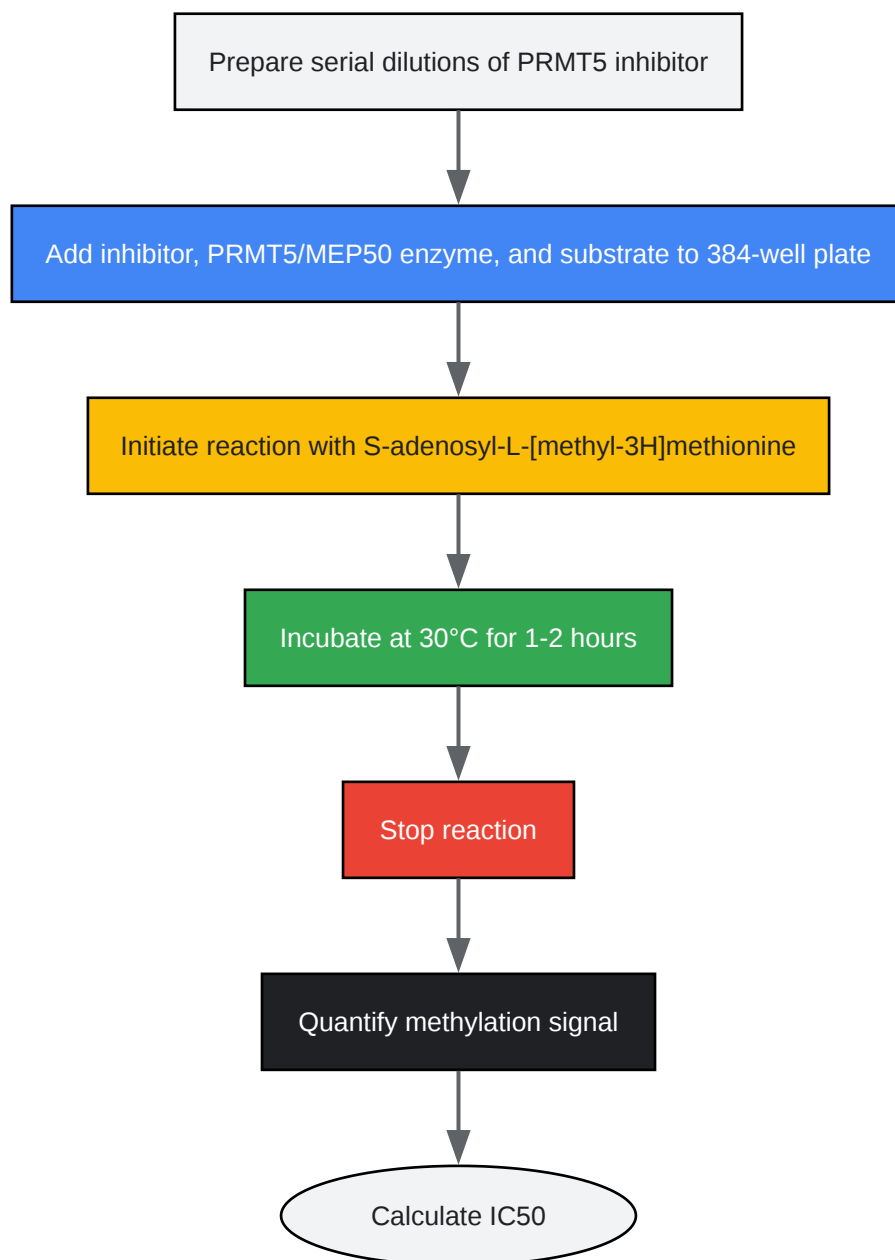 Prepare serial dilutions of PRMT5 inhibitor
Add inhibitor, PRMT5/MEP50 enzyme, and substrate to 384-well plate
Initiate reaction with S-adenosyl-L-[methyl-3H]methionine
Incubate at 30°C for 1-2 hours
Stop reaction
Quantify methylation signal
Calculate IC50